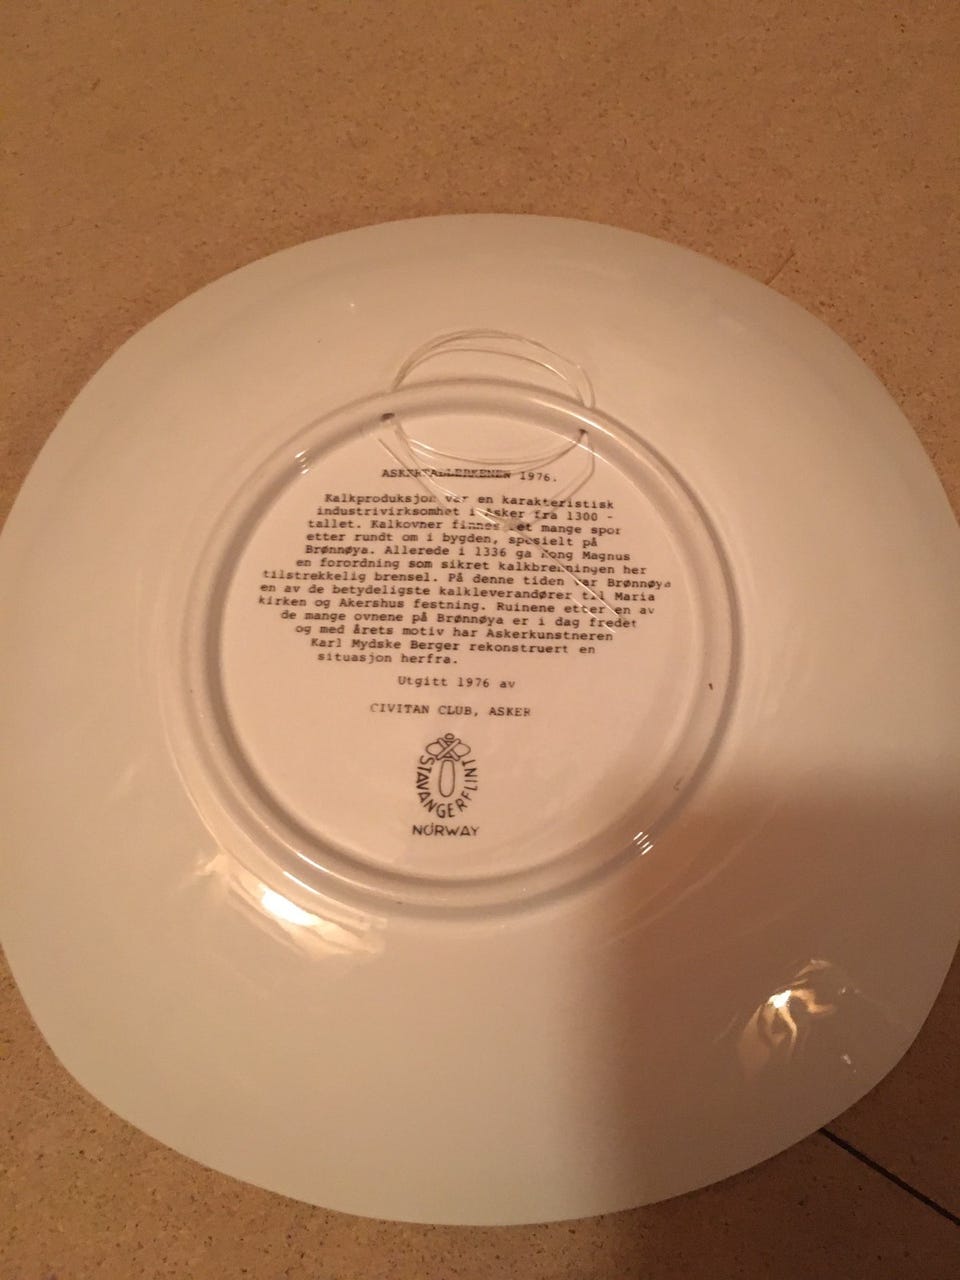 ASKERTALLERKENEN 1976.
Kalkproduksjon var en karakteristisk
industrivirksomhet i Asker fra 1300 -
tallet. Kalkovner finnes det mange spor
etter rundt om i bygden, spesielt på
Brønnøya. Allerede i 1336 ga Kong Magnus
en forordning som sikret kalkbrenningen her
tilstrekkelig brensel. På denne tiden var Brønnøya
en av de betydeligste kalkleverandører til Maria
kirken og Akershus festning. Ruinene etter en av
de mange ovnene på Brønnøya er i dag fredet
og med årets motiv har Askerkunstneren
Karl Mydske Berger rekonstruert en
situasjon herfra.
Utgitt 1976 av
CIVITAN CLUB, ASKER
STAVANGERFLINT
NORWAY